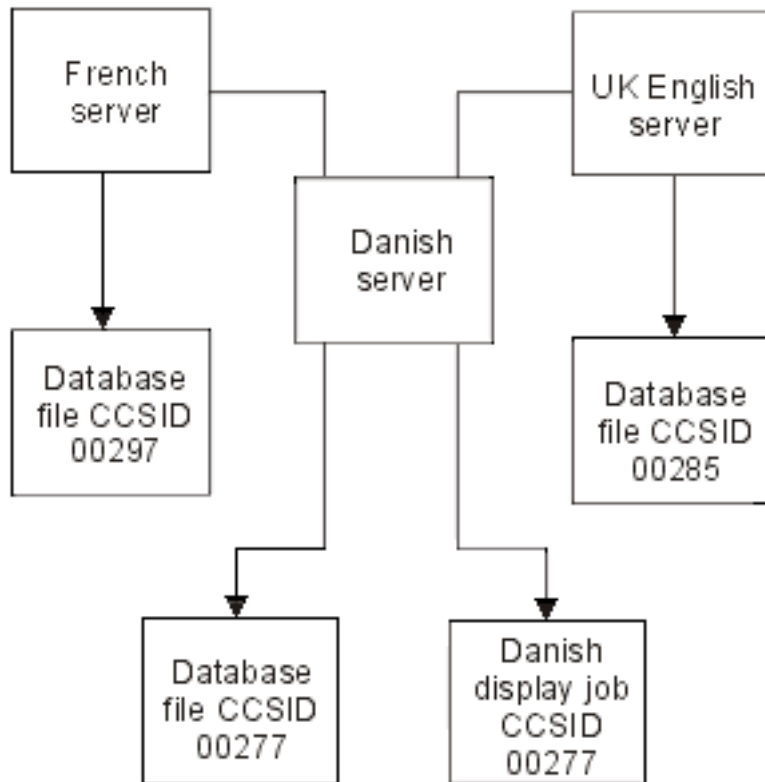 French
server
UK English
server
Danish
server
Database
file CCSID
00297
Database
file CCSID
00285
Database
file CCSID
00277
Danish
display job
CCSID
00277